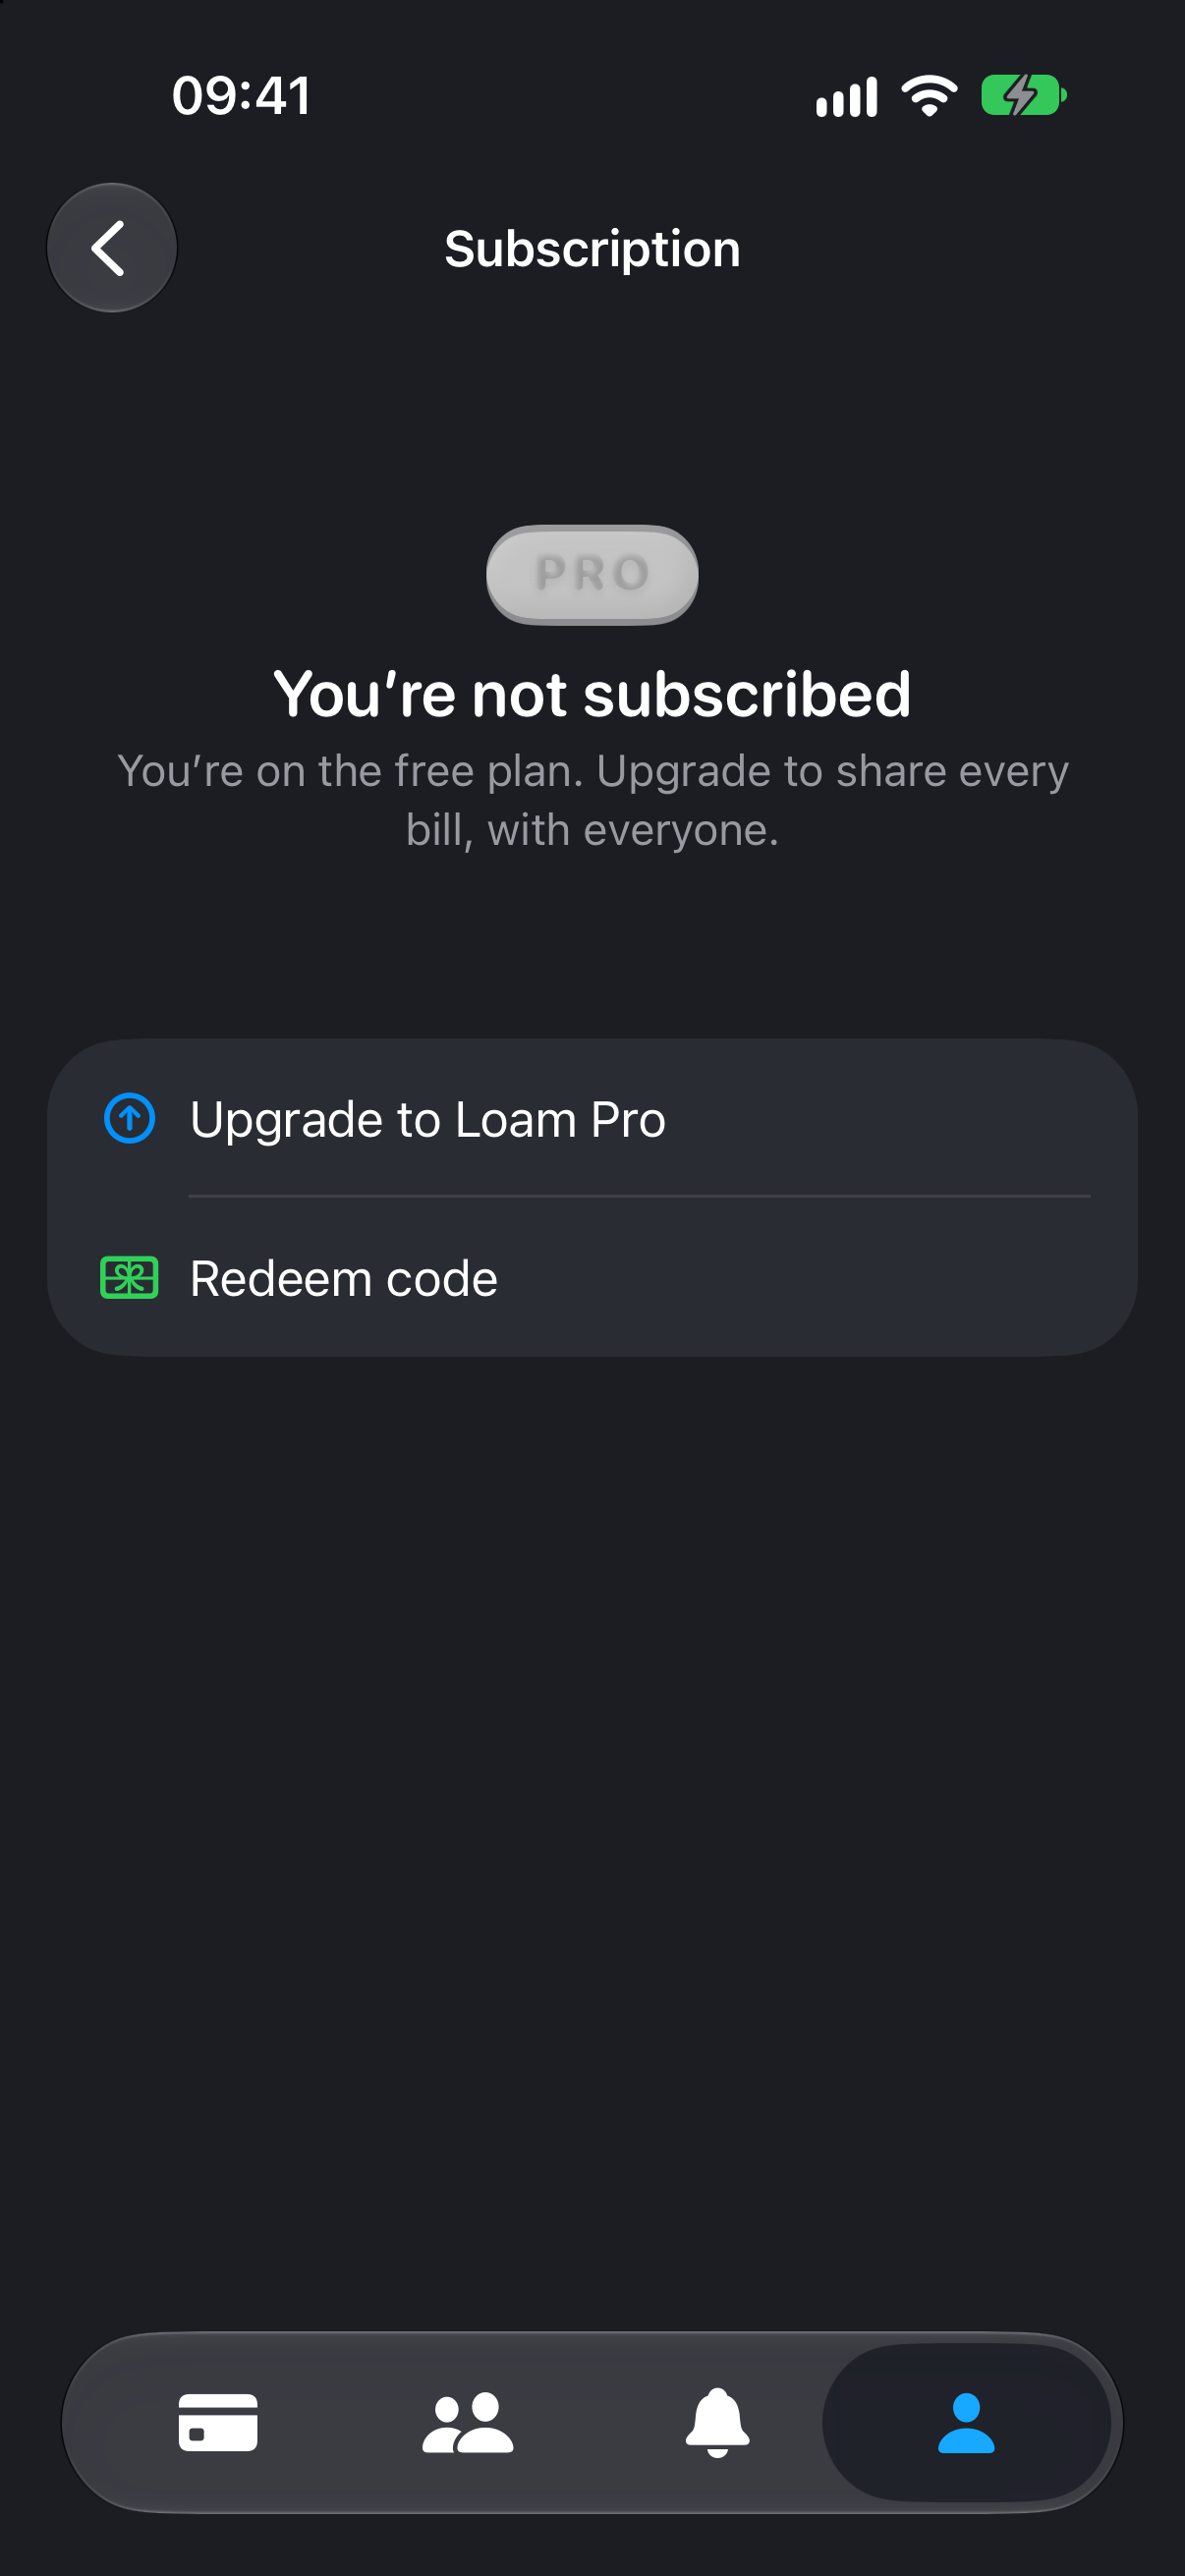 09:41
Subscription
PRO
You’re not subscribed
You’re on the free plan. Upgrade to share every
bill, with everyone.
Upgrade to Loam Pro
Redeem code